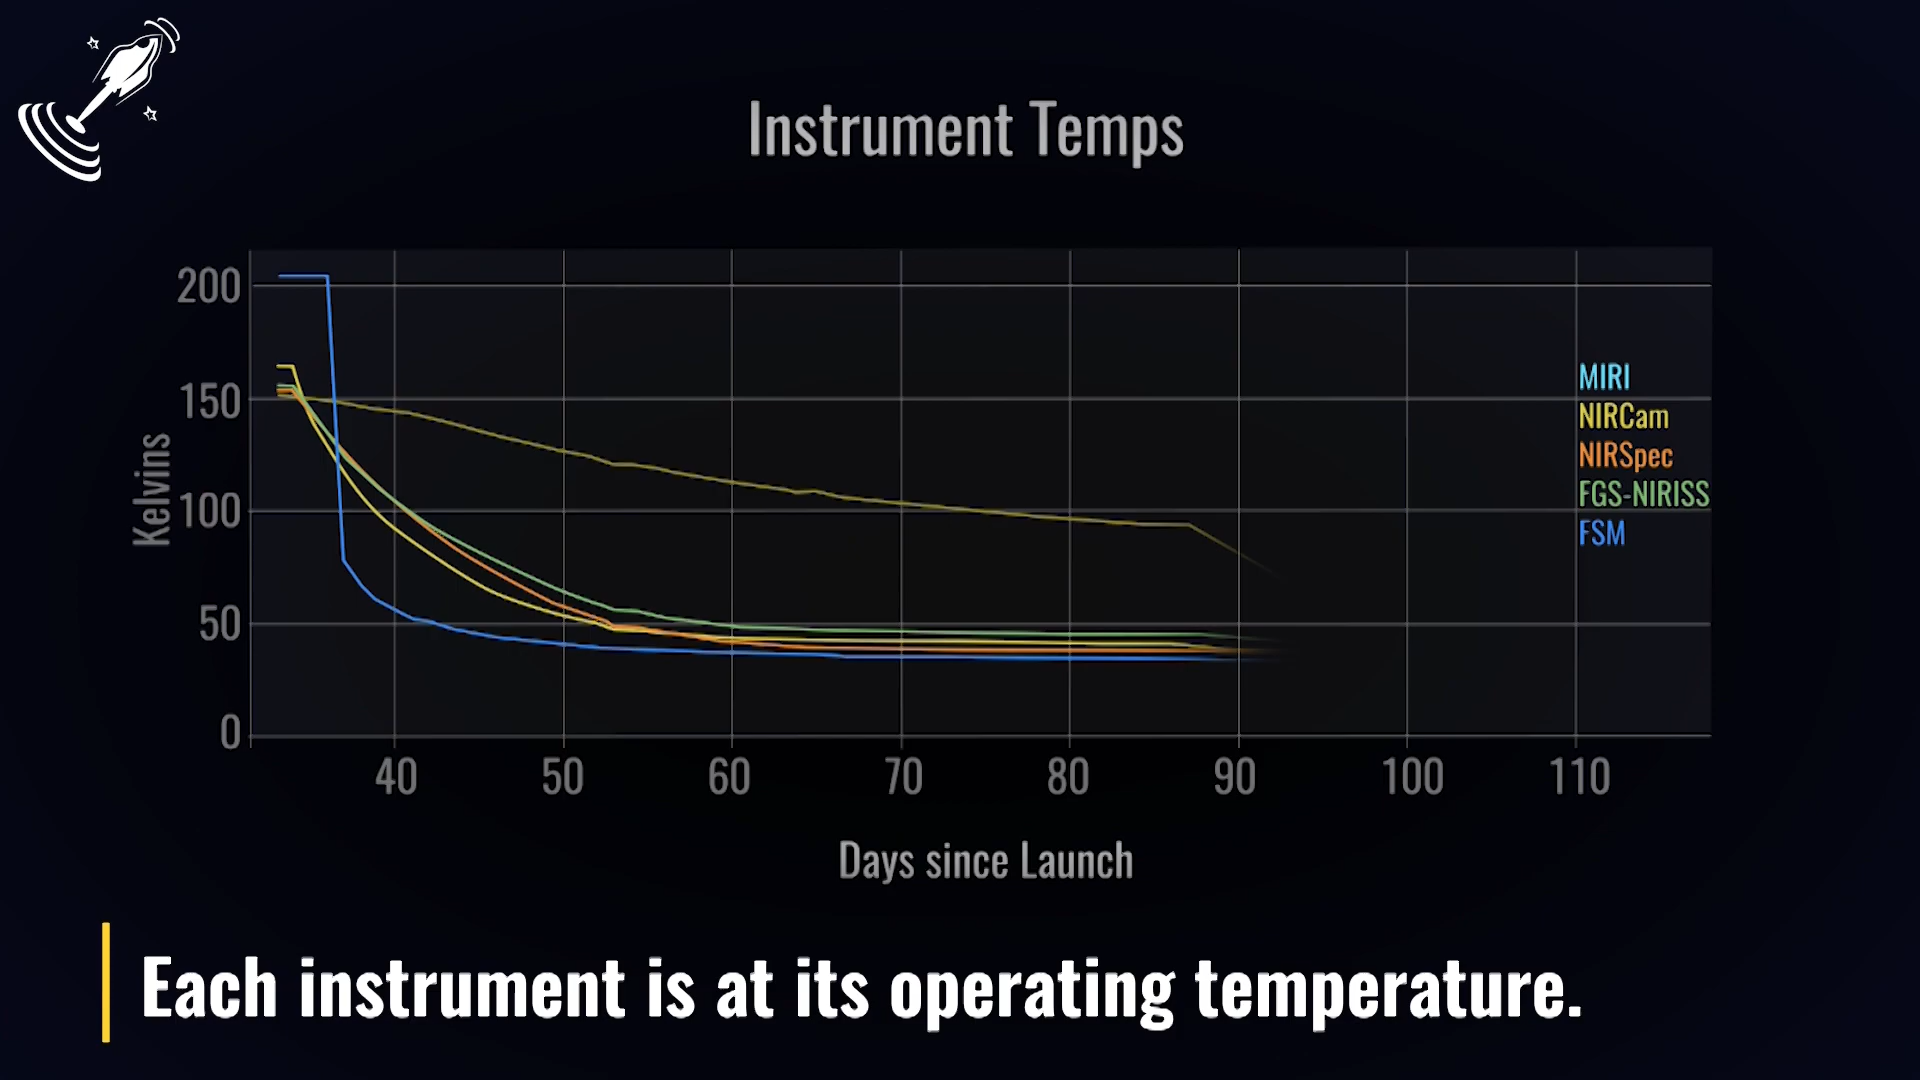 Instrument Temps
200
150
100
50
0
Kelvins
MIRI
NIRCam
NIRSpec
FGS-NIRISS
FSM
40 50 60 70 80 90 100 110
Days since Launch
Each instrument is at its operating temperature.